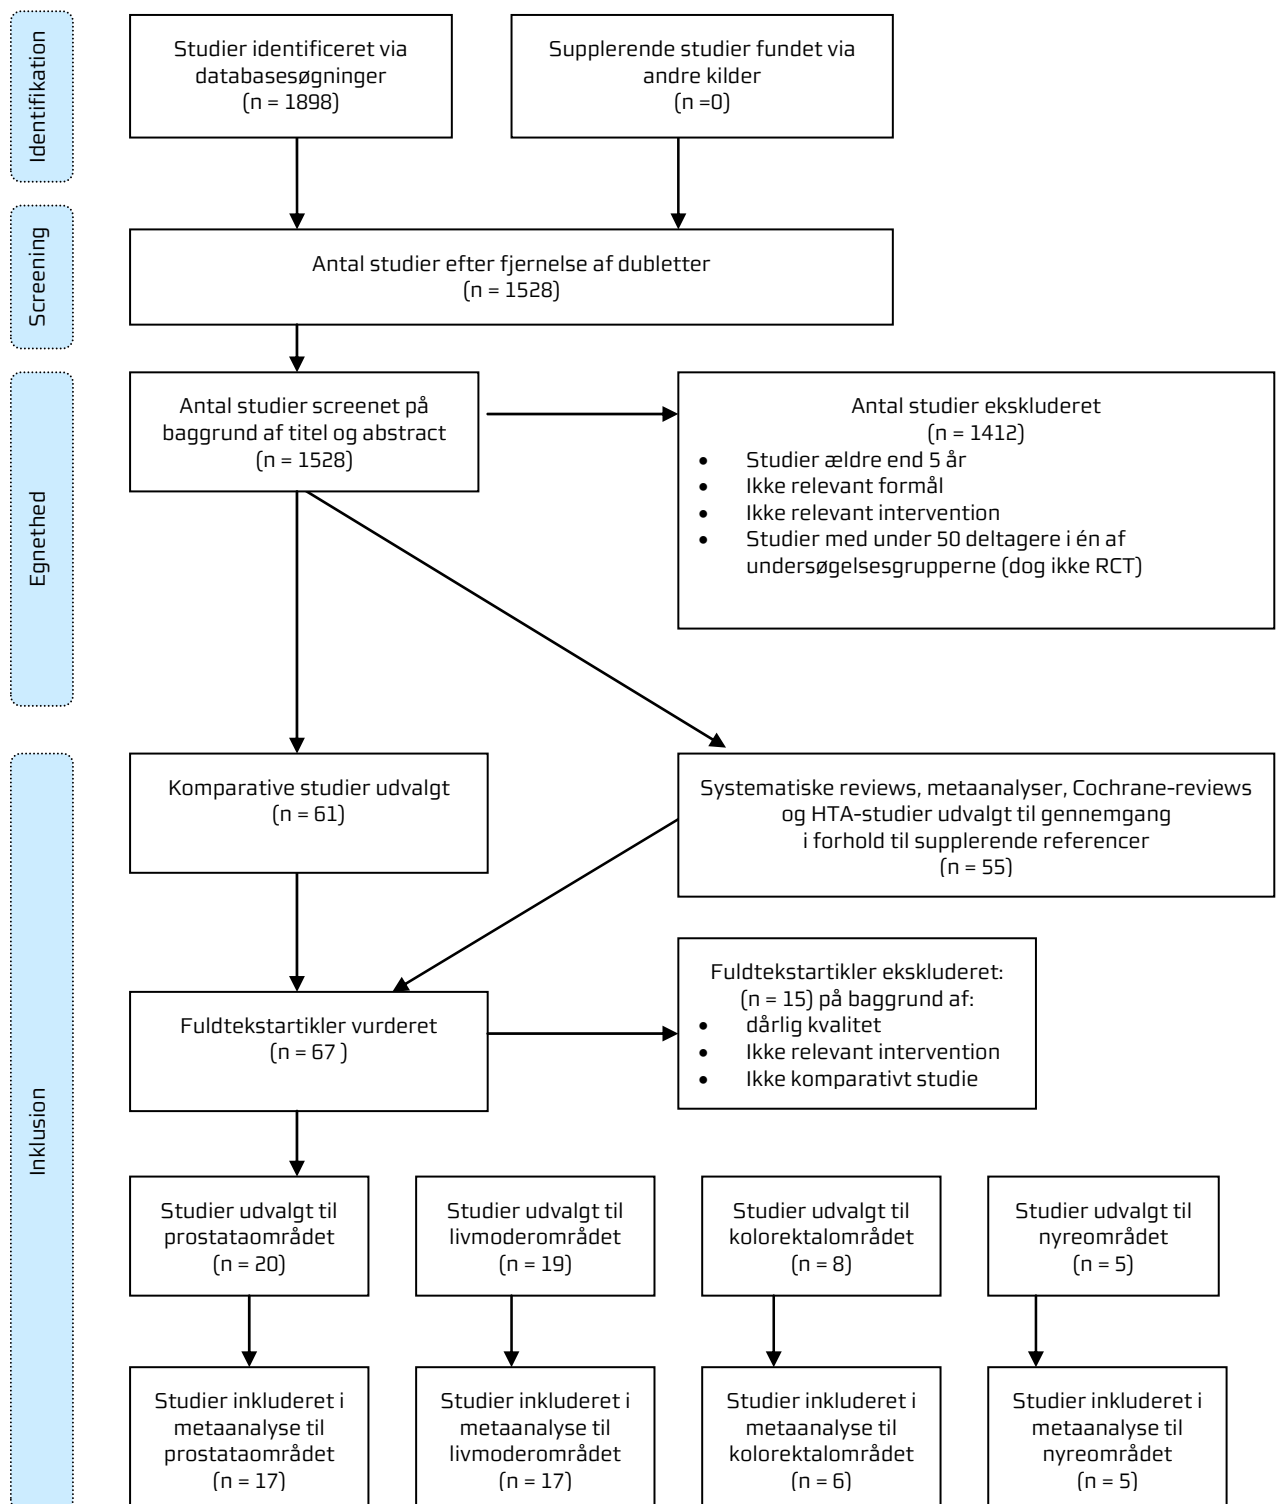 Identifikation
Studier identificeret via
databasesøgninger
(n = 1898)
Supplerende studier fundet via
andre kilder
(n =0)
Screening
Antal studier efter fjernelse af dubletter
(n = 1528)
Egnethed
Antal studier screenet på
baggrund af titel og abstract
(n = 1528)
Antal studier ekskluderet
(n = 1412)
• Studier ældre end 5 år
• Ikke relevant formål
• Ikke relevant intervention
• Studier med under 50 deltagere i én af
undersøgelsesgrupperne (dog ikke RCT)
Inklusion
Komparative studier udvalgt
(n = 61)
Systematiske reviews, metaanalyser, Cochrane-reviews
og HTA-studier udvalgt til gennemgang
i forhold til supplerende referencer
(n = 55)
Fuldtekstartikler vurderet
(n = 67 )
Fuldtekstartikler ekskluderet:
(n = 15) på baggrund af:
• dårlig kvalitet
• Ikke relevant intervention
• Ikke komparativt studie
Studier udvalgt til
prostataområdet
(n = 20)
Studier udvalgt til
livmoderområdet
(n = 19)
Studier udvalgt til
kolorektalområdet
(n = 8)
Studier udvalgt til
nyreområdet
(n = 5)
Studier inkluderet i
metaanalyse til
prostataområdet
(n = 17)
Studier inkluderet i
metaanalyse til
livmoderområdet
(n = 17)
Studier inkluderet i
metaanalyse til
kolorektalområdet
(n = 6)
Studier inkluderet i
metaanalyse til
nyreområdet
(n = 5)